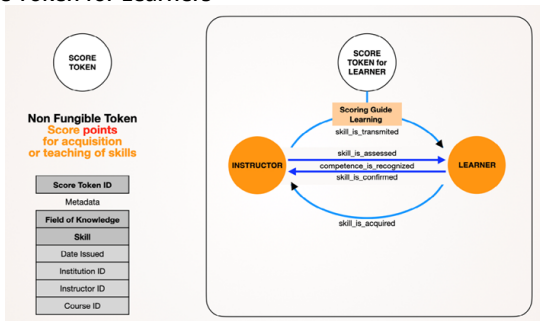 SCORE
TOKEN
Non Fungible Token
Score points
for acquisition
or teaching of skills
Score Token ID
Metadata
Field of Knowledge
Skill
Date Issued
Institution ID
Instructor ID
Course ID
SCORE
TOKEN for
LEARNER
Scoring Guide
Learning
skill_is_transmited
INSTRUCTOR
skill_is_assessed
competence_is_recognized
skill_is_confirmed
LEARNER
skill_is_acquired